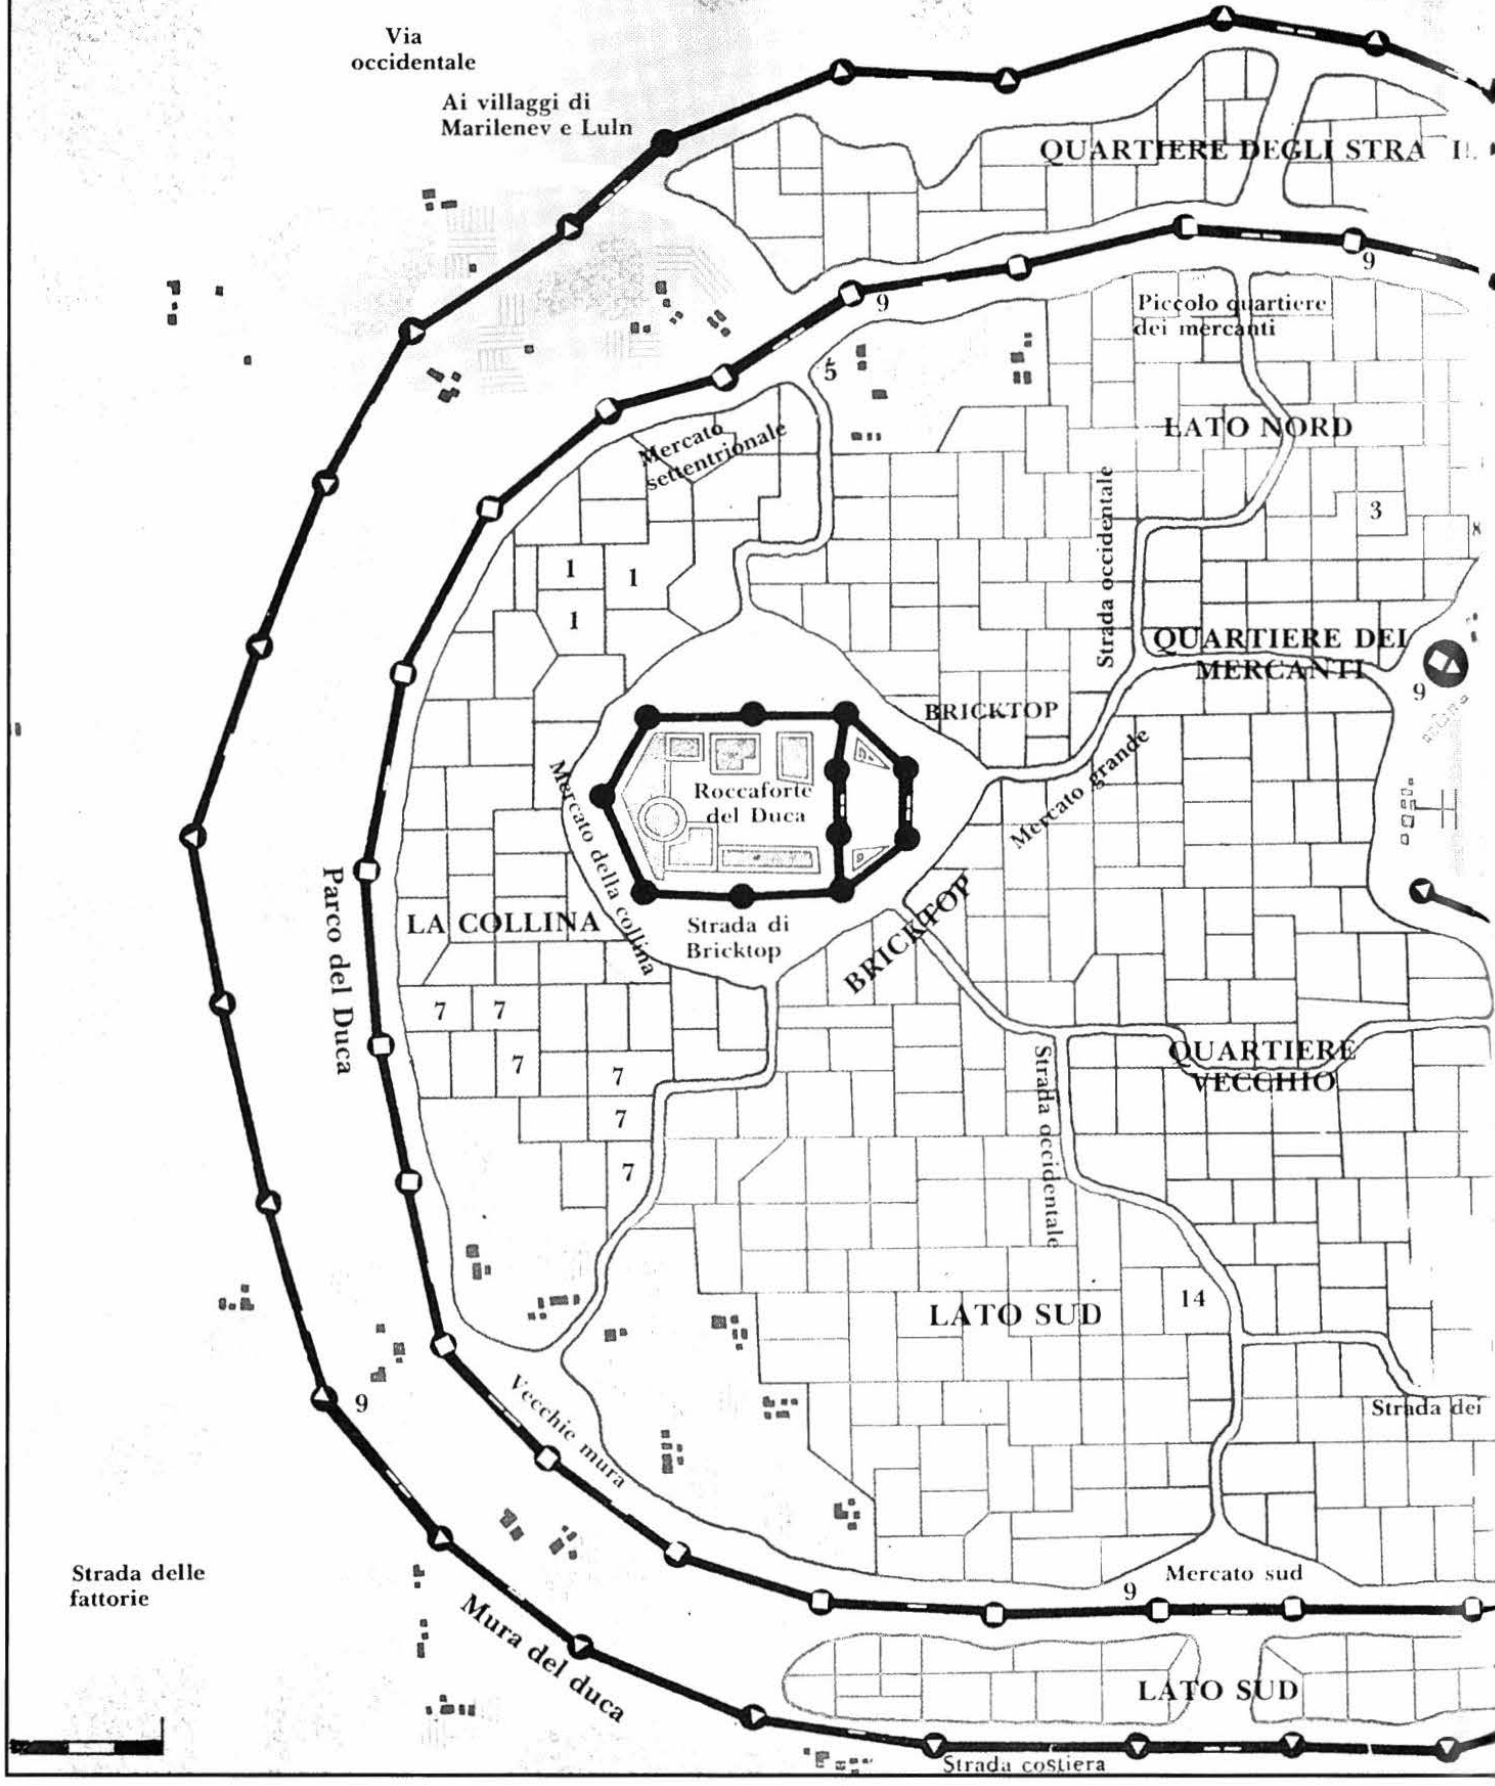 Via
occidentale
Ai villaggi di
Marilenev e Luln
QUARTIERE DEGLI STRA
9
9
Piccolo quartiere
dei mercanti
5
LATO NORD
Mercato
settentrionale
Strada occidentale
3
8
1
1
1
QUARTIERE DEI
MERCANTI
9
BRICKTOP
Mercato grande
Roccaforte
del Duca
Mercato della collina
Parco del Duca
LA COLLINA
Strada di
Bricktop
BRICKTOP
7
7
7
7
7
7
QUARTIERE
VECCHIO
Strada occidentale
14
LATO SUD
9
Vecchie mura
Strada dei
Strada delle
fattorie
Mura del duca
9
Mercato sud
LATO SUD
Strada costiera